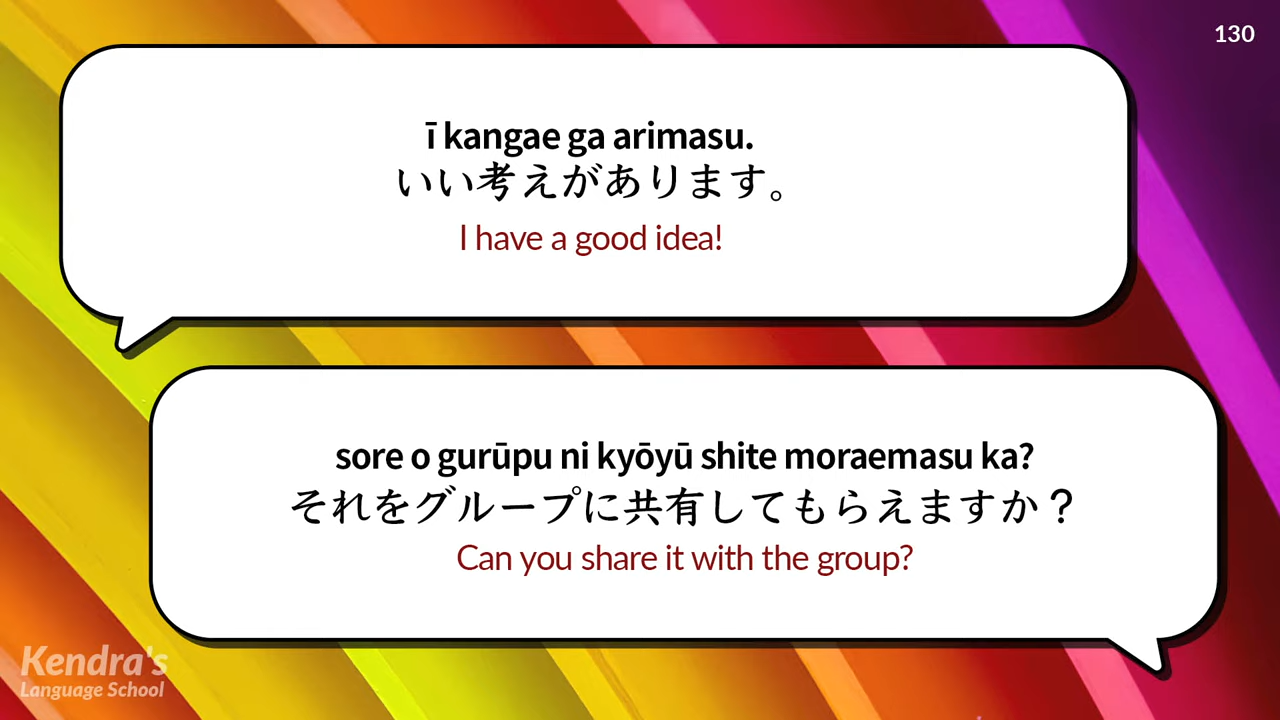 130
ī kangae ga arimasu.
いい考えがあります。
I have a good idea!
sore o gurūpu ni kyōyū shite moraemasu ka?
それをグループに共有してもらえますか？
Can you share it with the group?
Kendra's
Language School